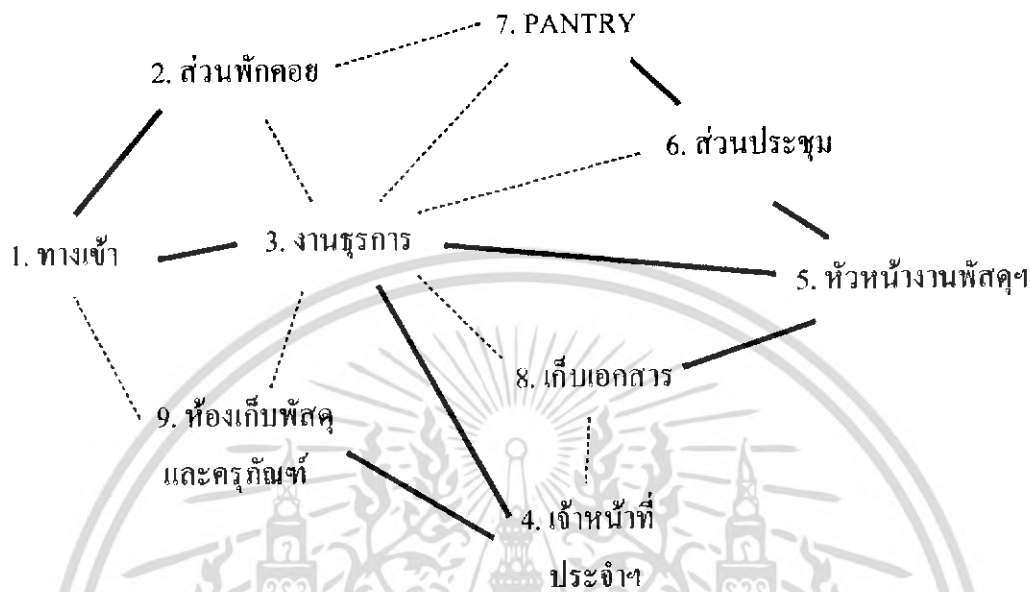 7. PANTRY
2. ส่วนพักคอย
6. ส่วนประชุม
1. ทางเข้า
3. งานธุรการ
5. หัวหน้างานพัสดุฯ
8. เก็บเอกสาร
9. ห้องเก็บพัสดุ
และครุภัณฑ์
4. เจ้าหน้าที่
ประจำฯ